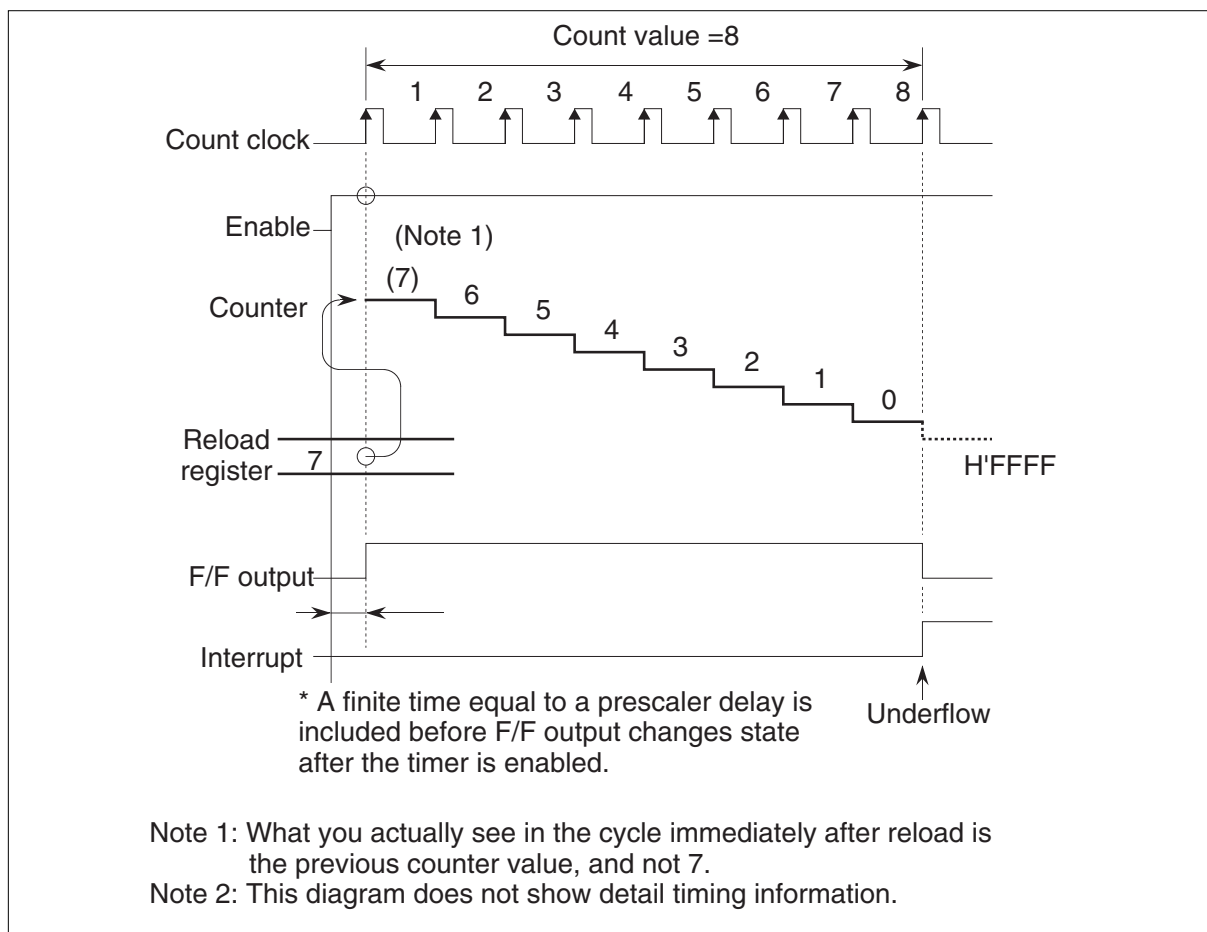 Count value =8
1 2 3 4 5 6 7 8
Count clock
Enable
(Note 1)
(7)
6
5
4
3
2
1
0
Counter
Reload
register
7
H'FFFF
F/F output
Interrupt
* A finite time equal to a prescaler delay is
included before F/F output changes state
after the timer is enabled.
Underflow
Note 1: What you actually see in the cycle immediately after reload is
the previous counter value, and not 7.
Note 2: This diagram does not show detail timing information.